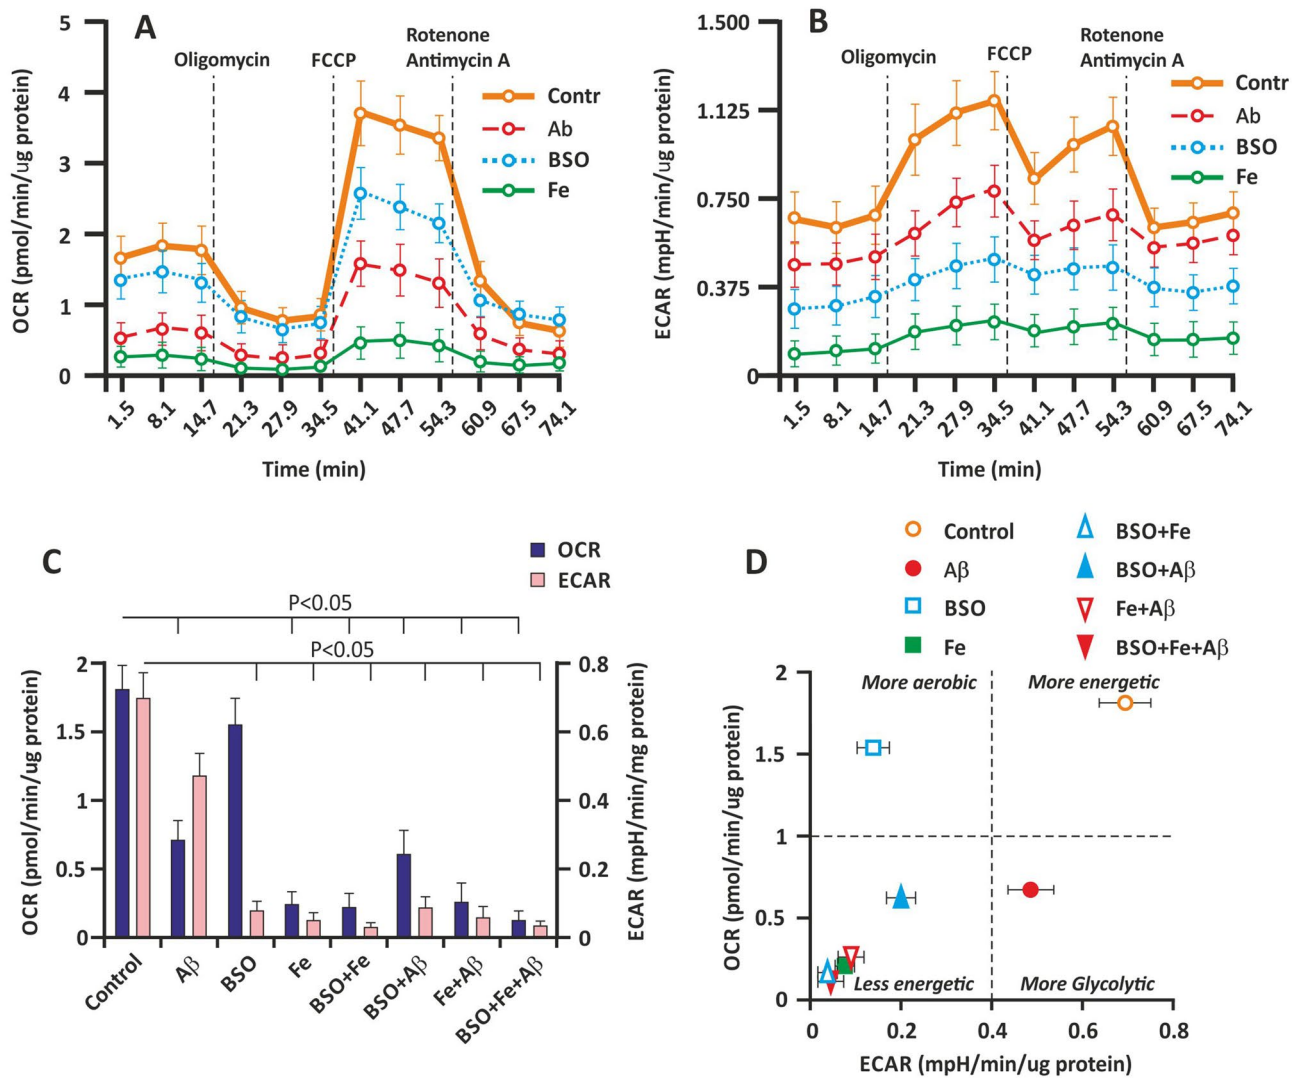 A
Oligomycin
FCCP
Rotenone
Antimycin A
Contr
Ab
BSO
Fe
5
4
3
2
1
0
OCR (pmol/min/ug protein)
1.5 8.1 14.7 21.3 27.9 34.5 41.1 47.7 54.3 60.9 67.5 74.1
Time (min)
B
Oligomycin
FCCP
Rotenone
Antimycin A
Contr
Ab
BSO
Fe
1.500
1.125
0.750
0.375
0
ECAR (mpH/min/ug protein)
1.5 8.1 14.7 21.3 27.9 34.5 41.1 47.7 54.3 60.9 67.5 74.1
Time (min)
C
OCR
ECAR
P<0.05
P<0.05
2
1.5
1
0.5
0
OCR (pmol/min/ug protein)
0.8
0.6
0.4
0.2
0
ECAR (mpH/min/mg protein)
Control Aβ BSO Fe BSO+Fe BSO+Aβ Fe+Aβ BSO+Fe+Aβ
D
Control
Aβ
BSO
Fe
BSO+Fe
BSO+Aβ
Fe+Aβ
BSO+Fe+Aβ
More aerobic
More energetic
Less energetic
More Glycolytic
2
1.5
1
0.5
0
OCR (pmol/min/ug protein)
0 0.2 0.4 0.6 0.8
ECAR (mpH/min/ug protein)